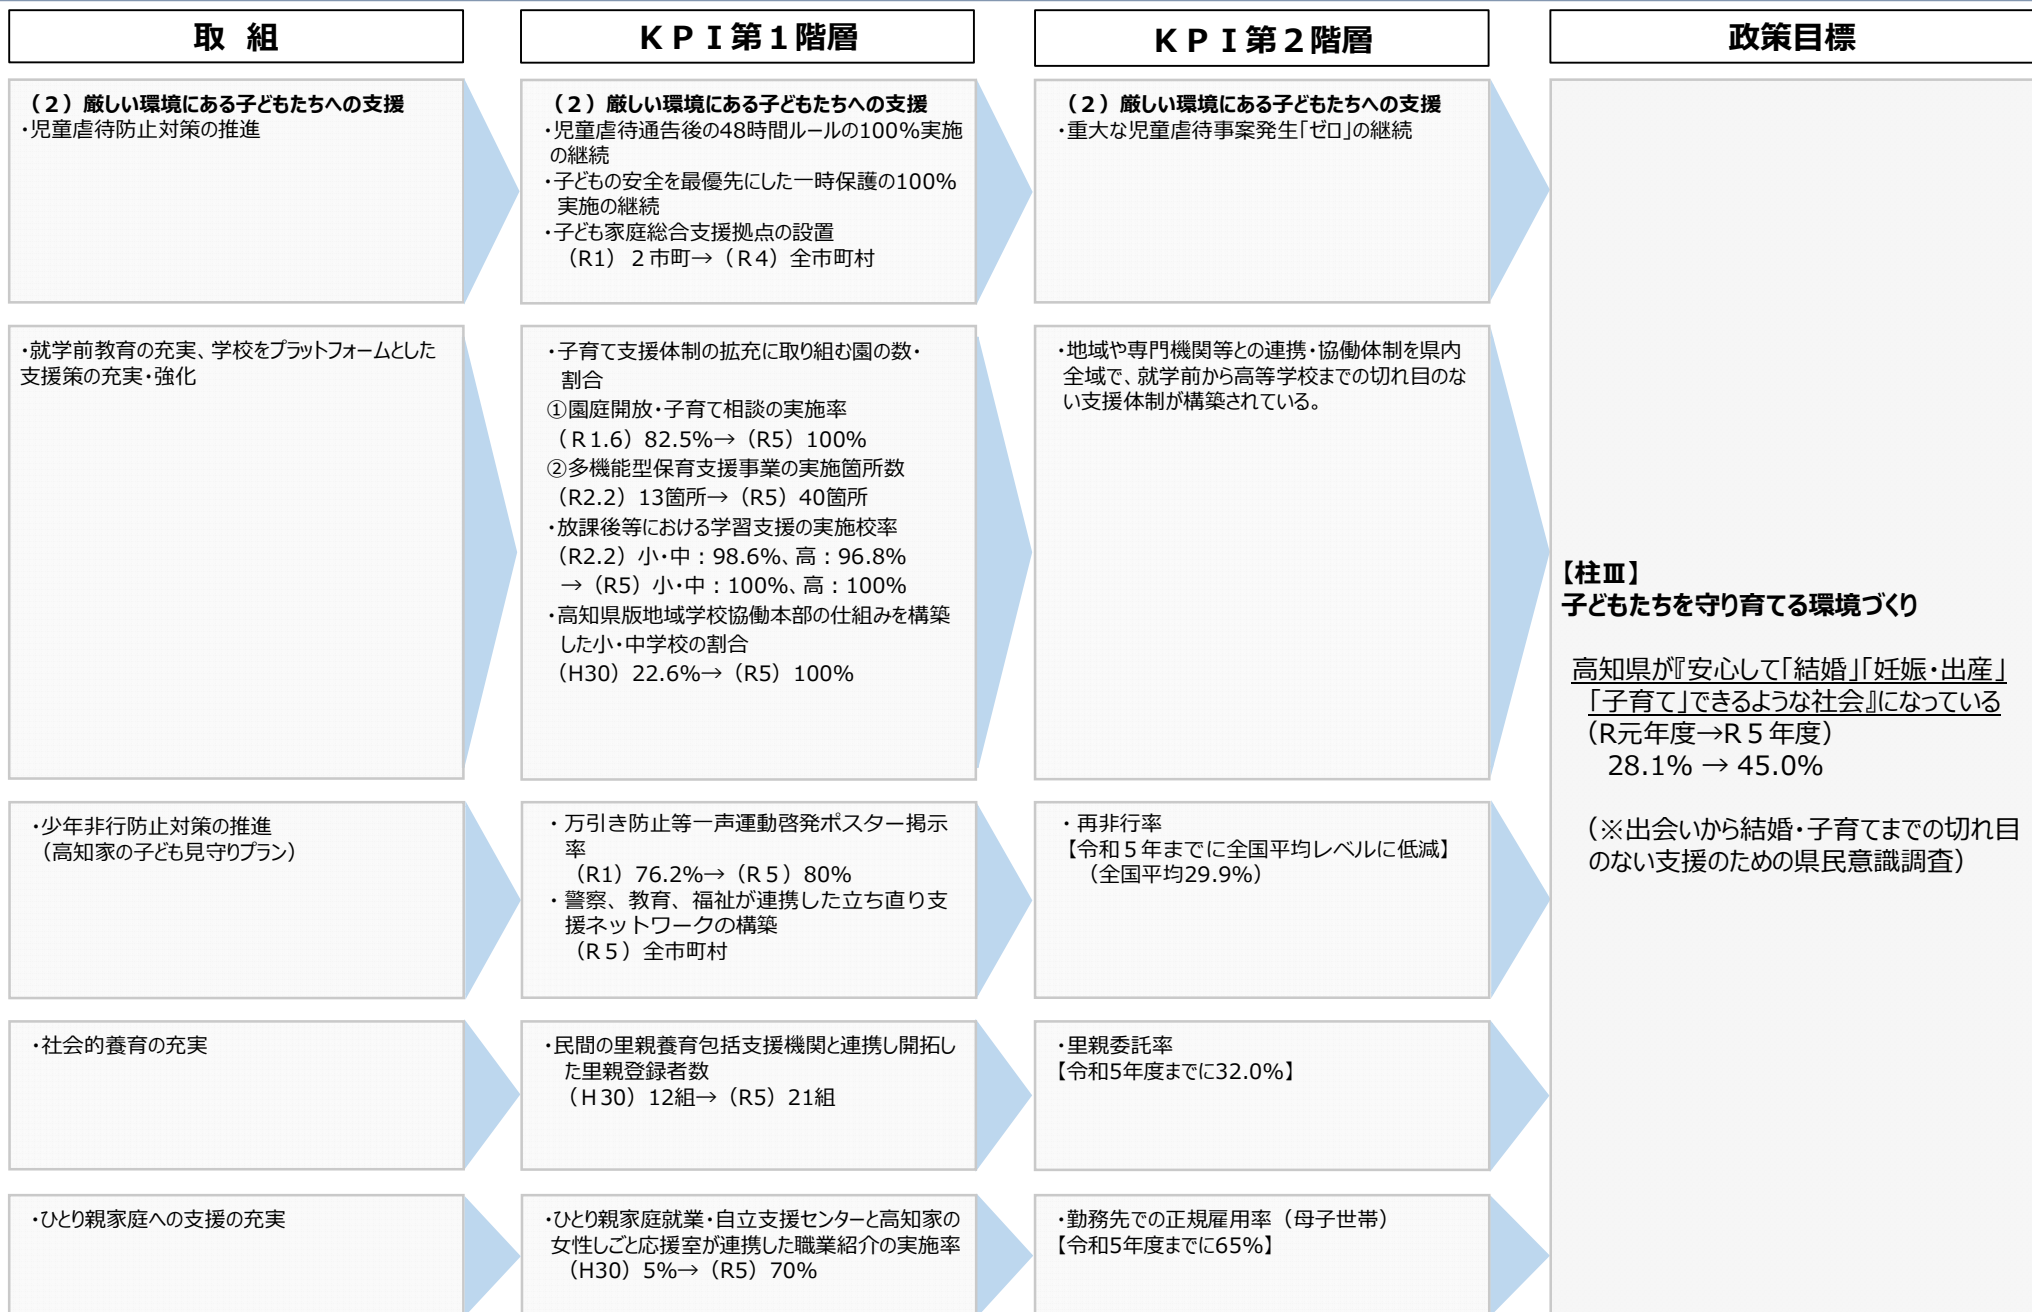 取 組
ＫＰＩ第１階層
ＫＰＩ第２階層
政策目標
（２）厳しい環境にある子どもたちへの支援
・児童虐待防止対策の推進
（２）厳しい環境にある子どもたちへの支援
・児童虐待通告後の48時間ルールの100％実施
の継続
・子どもの安全を最優先にした一時保護の100%
実施の継続
・子ども家庭総合支援拠点の設置
（R1）２市町→（Ｒ4）全市町村
（２）厳しい環境にある子どもたちへの支援
・重大な児童虐待事案発生「ゼロ」の継続
・就学前教育の充実、学校をプラットフォームとした
支援策の充実・強化
・子育て支援体制の拡充に取り組む園の数・
割合
①園庭開放・子育て相談の実施率
（Ｒ1.6）82.5%→（R5）100%
②多機能型保育支援事業の実施箇所数
（R2.2）13箇所→（R5）40箇所
・放課後等における学習支援の実施校率
（R2.2）小・中：98.6%、高：96.8%
→（R5）小・中：100%、高：100%
・高知県版地域学校協働本部の仕組みを構築
した小・中学校の割合
（H30）22.6%→（R5）100%
・地域や専門機関等との連携・協働体制を県内
全域で、就学前から高等学校までの切れ目のな
い支援体制が構築されている。
・少年非行防止対策の推進
（高知家の子ども見守りプラン）
・万引き防止等一声運動啓発ポスター掲示
率
（R1）76.2%→（Ｒ５）80%
・警察、教育、福祉が連携した立ち直り支
援ネットワークの構築
（Ｒ５）全市町村
・再非行率
【令和５年までに全国平均レベルに低減】
（全国平均29.9%）
・社会的養育の充実
・民間の里親養育包括支援機関と連携し開拓し
た里親登録者数
（Ｈ30）12組→（R5）21組
・里親委託率
【令和5年度までに32.0%】
・ひとり親家庭への支援の充実
・ひとり親家庭就業・自立支援センターと高知家の
女性しごと応援室が連携した職業紹介の実施率
（H30）5%→（R5）70%
・勤務先での正規雇用率（母子世帯）
【令和5年度までに65%】
【柱Ⅲ】
子どもたちを守り育てる環境づくり
高知県が『安心して「結婚」「妊娠・出産」
「子育て」できるような社会』になっている
（R元年度→R５年度）
28.1% → 45.0%
（※出会いから結婚・子育てまでの切れ目
のない支援のための県民意識調査）